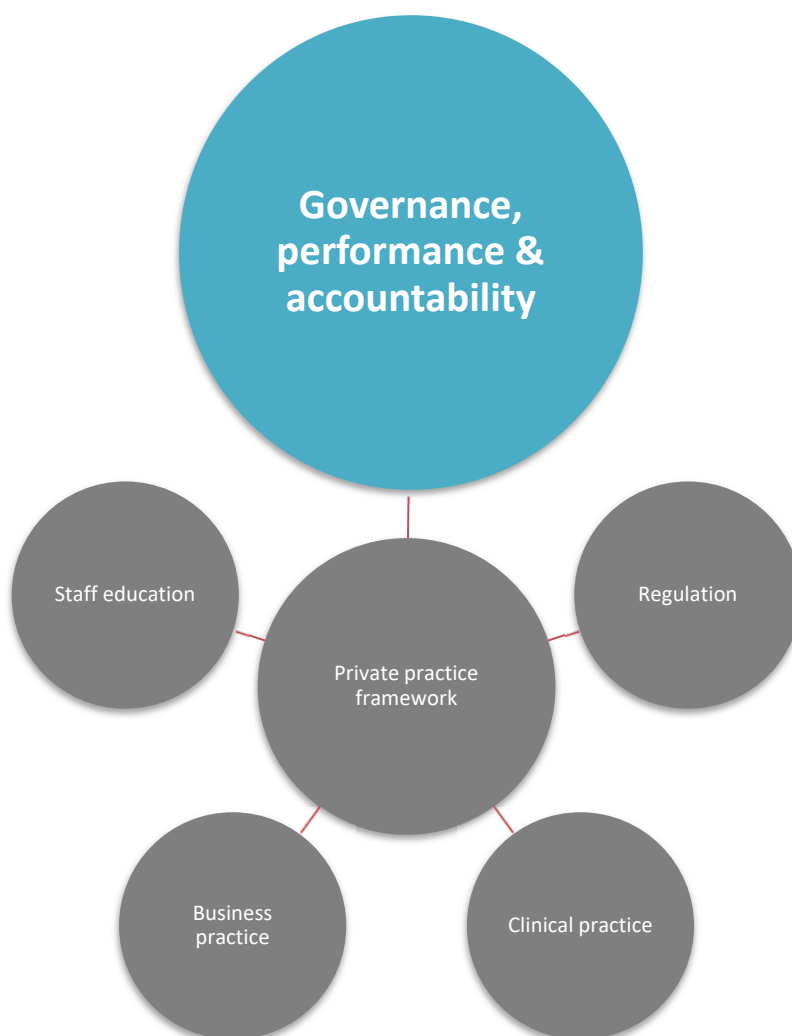 Governance,
performance &
accountability
Staff education
Regulation
Private practice
framework
Business
practice
Clinical practice